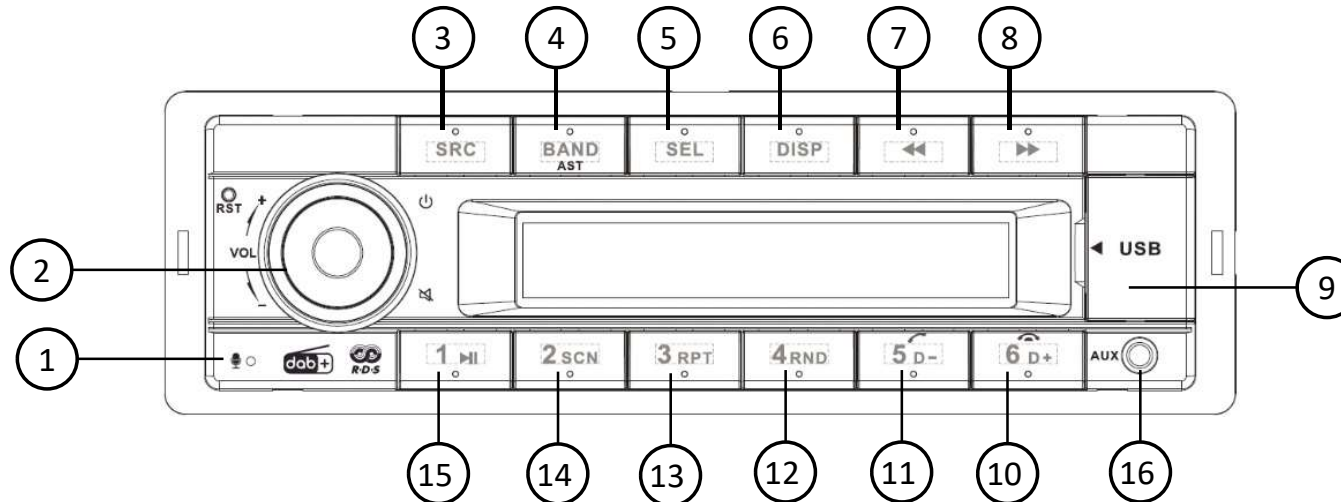 3 4 5 6 7 8
SRC BAND SEL DISP
AST
RST
+
VOL
USB
2
9
-
1
dab+ R·D·S 1 2 SCN 3 RPT 4 RND 5 D- 6 D+ AUX
15 14 13 12 11 10 16